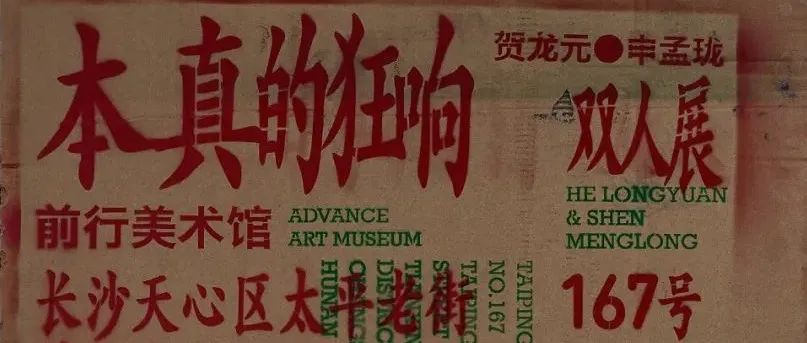 本真的狂响
贺龙元●申孟珑
双人展
HE LONGYUAN
& SHEN
MENGLONG
前行美术馆
ADVANCE
ART MUSEUM
长沙天心区太平老街
167号
TAIPING
NO.167
HUNAN